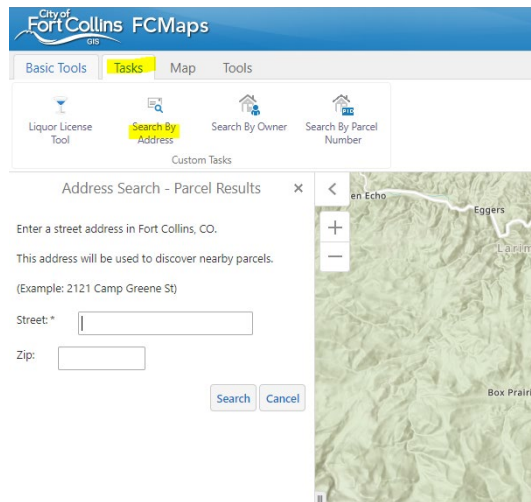 City of
Fort Collins FCMaps
GIS
Basic Tools Tasks Map Tools
Liquor License Tool
Search By Address
Search By Owner
Search By Parcel Number
PID
Custom Tasks
Address Search - Parcel Results ×
Enter a street address in Fort Collins, CO.
This address will be used to discover nearby parcels.
(Example: 2121 Camp Greene St)
Street: *
Zip:
Search Cancel
en Echo
Eggers
Larim
Box Prairi